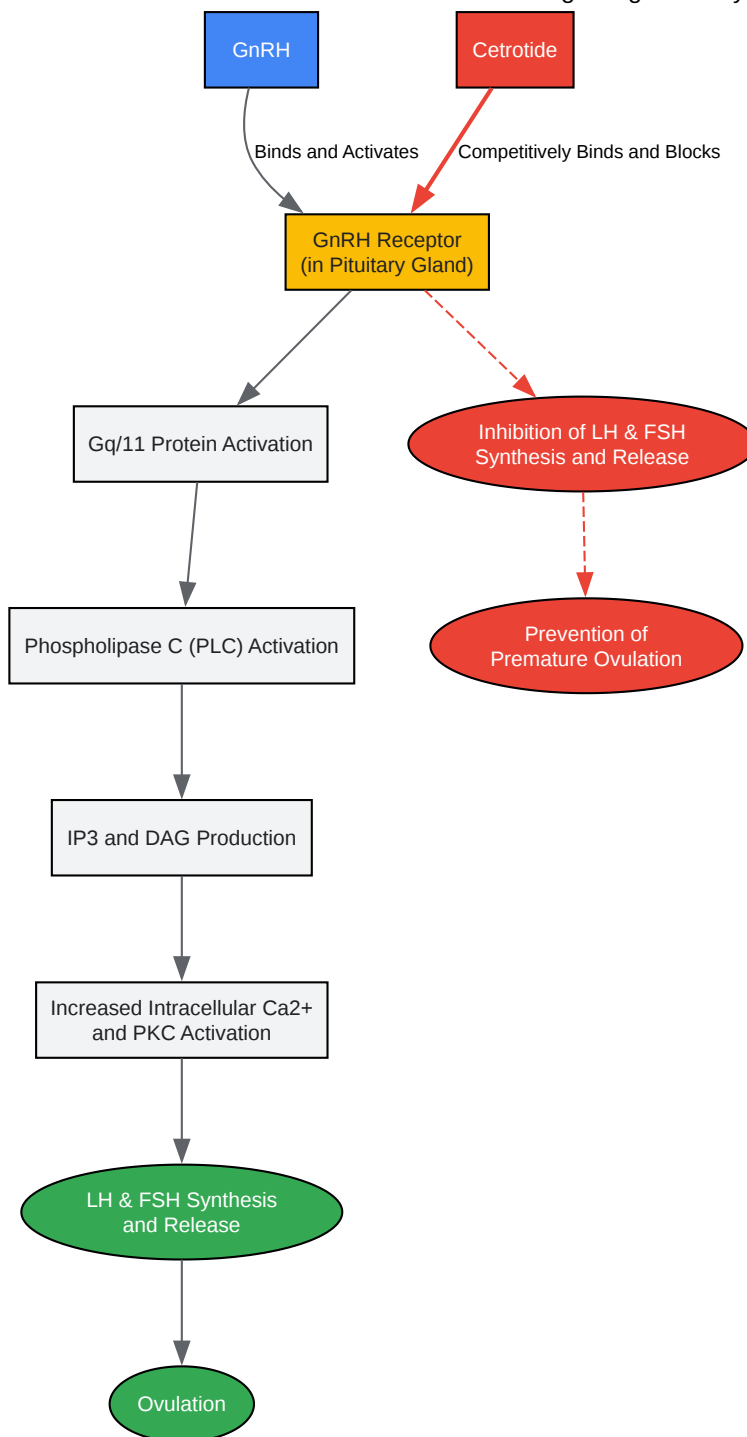 GnRH
Cetrotide
Binds and Activates
Competitively Binds and Blocks
GnRH Receptor
(in Pituitary Gland)
Gq/11 Protein Activation
Inhibition of LH & FSH
Synthesis and Release
Phospholipase C (PLC) Activation
Prevention of
Premature Ovulation
IP3 and DAG Production
Increased Intracellular Ca2+
and PKC Activation
LH & FSH Synthesis
and Release
Ovulation